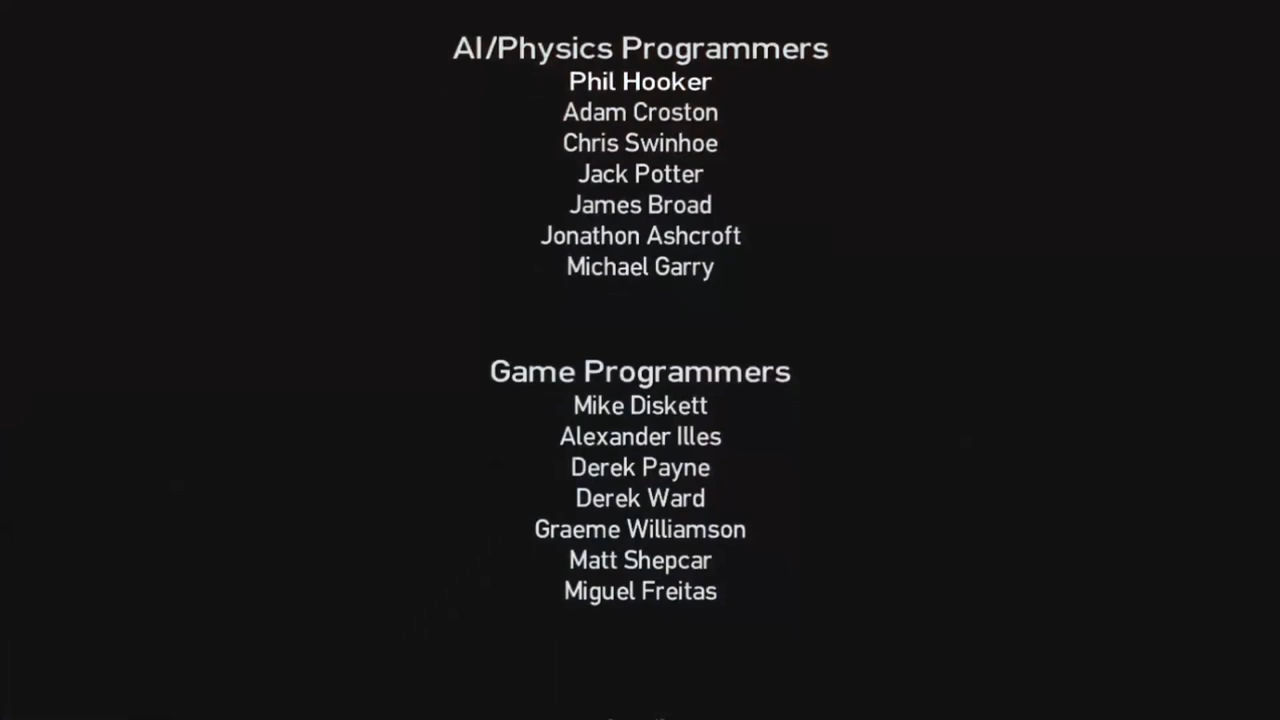 AI/Physics Programmers
Phil Hooker
Adam Croston
Chris Swinhoe
Jack Potter
James Broad
Jonathon Ashcroft
Michael Garry
Game Programmers
Mike Diskett
Alexander Illes
Derek Payne
Derek Ward
Graeme Williamson
Matt Shepcar
Miguel Freitas